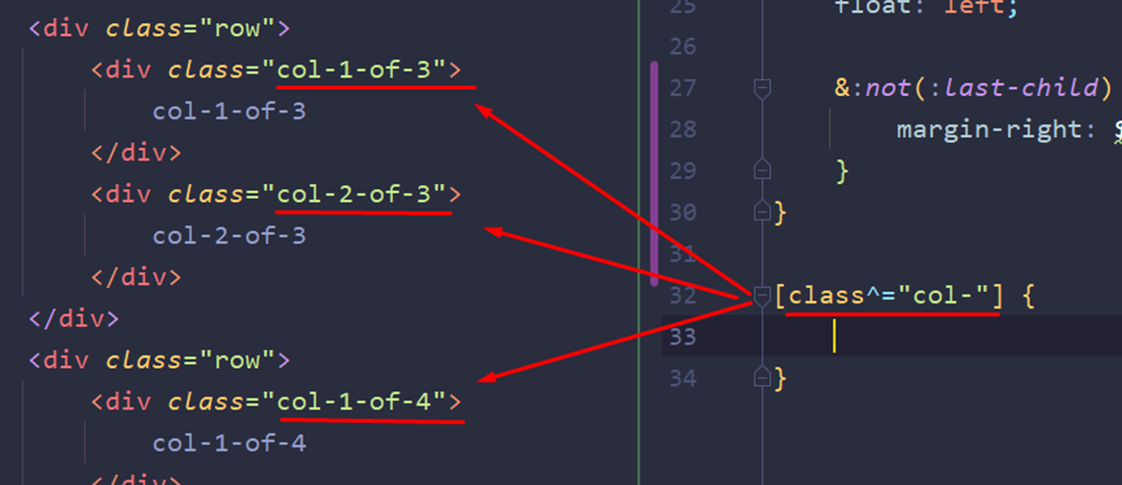 <div class="row">
<div class="col-1-of-3">
col-1-of-3
</div>
<div class="col-2-of-3">
col-2-of-3
</div>
</div>
<div class="row">
<div class="col-1-of-4">
col-1-of-4
</div>
25 float: left;
26
27 &:not(:last-child)
28 margin-right: $
29 }
30 }
31
32 [class^="col-"] {
33
34 }